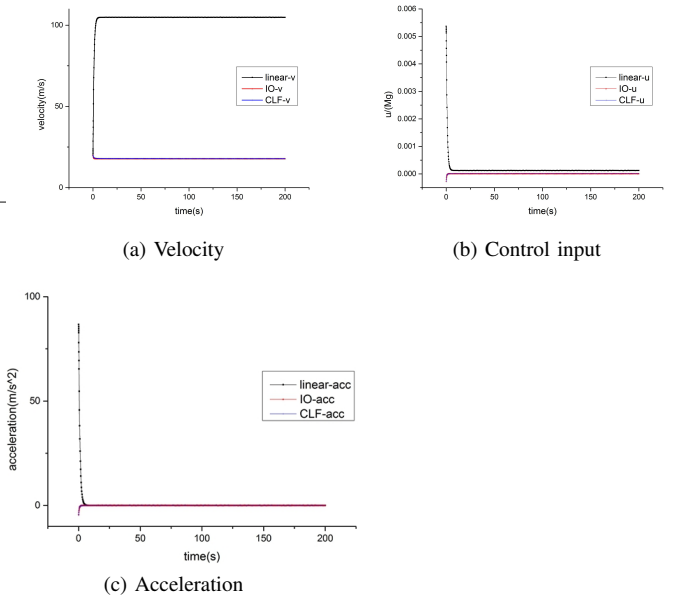 100
50
0
velocity(m/s)
linear-v
IO-v
CLF-v
0 50 100 150 200
time(s)
(a) Velocity
0.006
0.005
0.004
0.003
0.002
0.001
0.000
u/(Mg)
linear-u
IO-u
CLF-u
0 50 100 150 200
time(s)
(b) Control input
100
50
0
acceleration(m/s^2)
linear-acc
IO-acc
CLF-acc
0 50 100 150 200
time(s)
(c) Acceleration